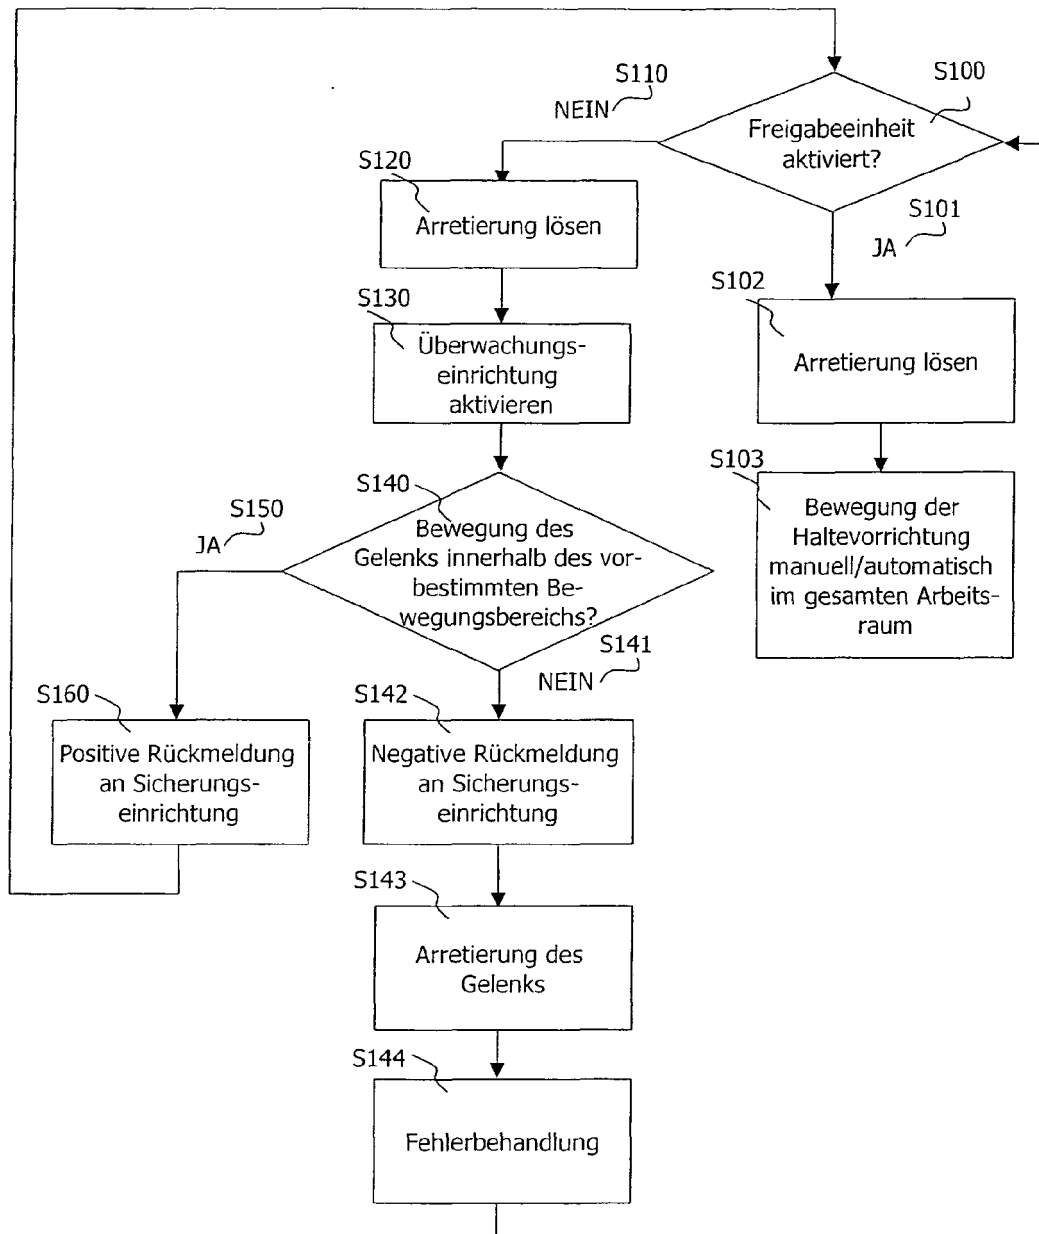 S100
Freigabeeinheit
aktiviert?
S110
NEIN
S101
JA
S120
Arretierung lösen
S102
Arretierung lösen
S130
Überwachungs-
einrichtung
aktivieren
S103
Bewegung der
Haltevorrichtung
manuell/automatisch
im gesamten Arbeits-
raum
S140
Bewegung des
Gelenks innerhalb des vor-
bestimmten Be-
wegungsbereichs?
S150
JA
S141
NEIN
S160
Positive Rückmeldung
an Sicherungs-
einrichtung
S142
Negative Rückmeldung
an Sicherungs-
einrichtung
S143
Arretierung des
Gelenks
S144
Fehlerbehandlung